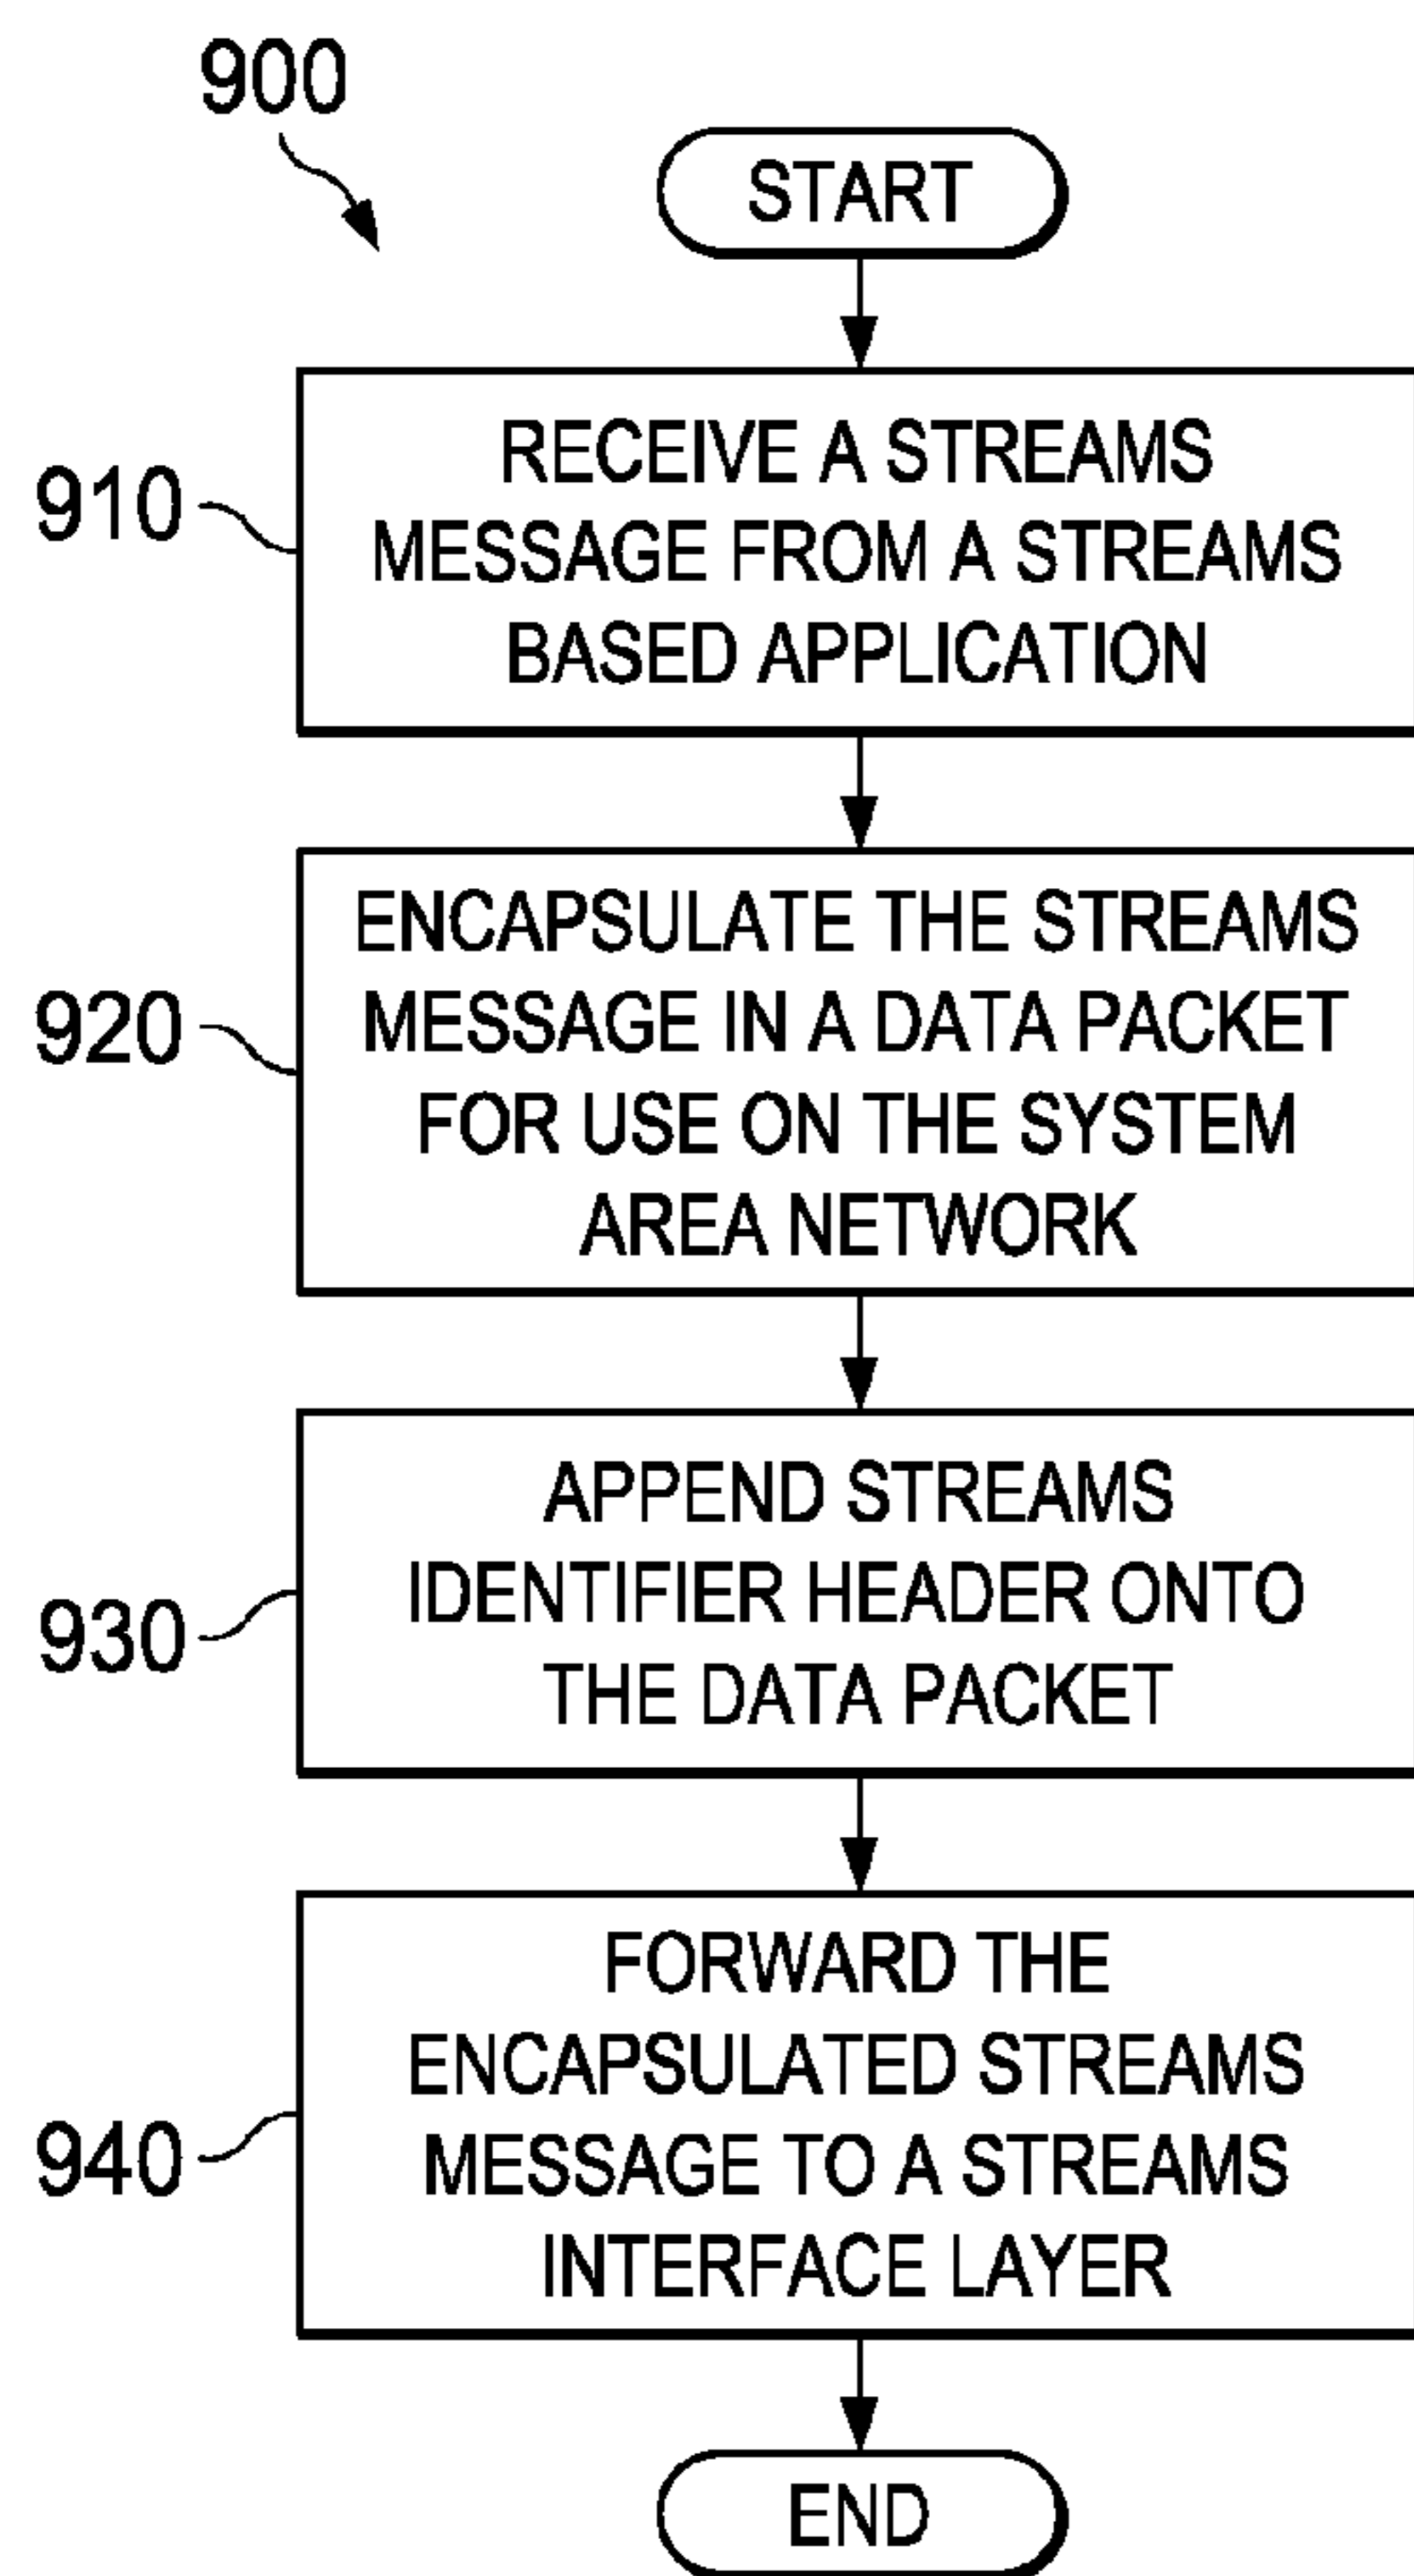 900
START
910
RECEIVE A STREAMS
MESSAGE FROM A STREAMS
BASED APPLICATION
920
ENCAPSULATE THE STREAMS
MESSAGE IN A DATA PACKET
FOR USE ON THE SYSTEM
AREA NETWORK
930
APPEND STREAMS
IDENTIFIER HEADER ONTO
THE DATA PACKET
940
FORWARD THE
ENCAPSULATED STREAMS
MESSAGE TO A STREAMS
INTERFACE LAYER
END